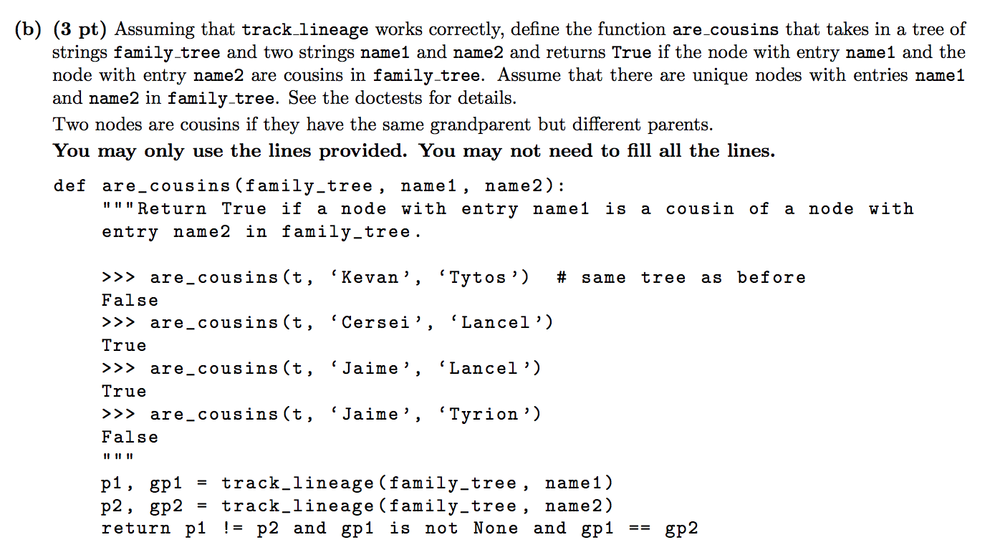 (b) (3 pt) Assuming that track_lineage works correctly, define the function are_cousins that takes in a tree of
strings family_tree and two strings name1 and name2 and returns True if the node with entry name1 and the
node with entry name2 are cousins in family_tree. Assume that there are unique nodes with entries name1
and name2 in family_tree. See the doctests for details.
Two nodes are cousins if they have the same grandparent but different parents.
You may only use the lines provided. You may not need to fill all the lines.
def are_cousins(family_tree, name1, name2):
"""Return True if a node with entry name1 is a cousin of a node with
entry name2 in family_tree.
>>> are_cousins(t, ‘Kevan’, ‘Tytos’) # same tree as before
False
>>> are_cousins(t, ‘Cersei’, ‘Lancel’)
True
>>> are_cousins(t, ‘Jaime’, ‘Lancel’)
True
>>> are_cousins(t, ‘Jaime’, ‘Tyrion’)
False
"""
p1, gp1 = track_lineage(family_tree, name1)
p2, gp2 = track_lineage(family_tree, name2)
return p1 != p2 and gp1 is not None and gp1 == gp2